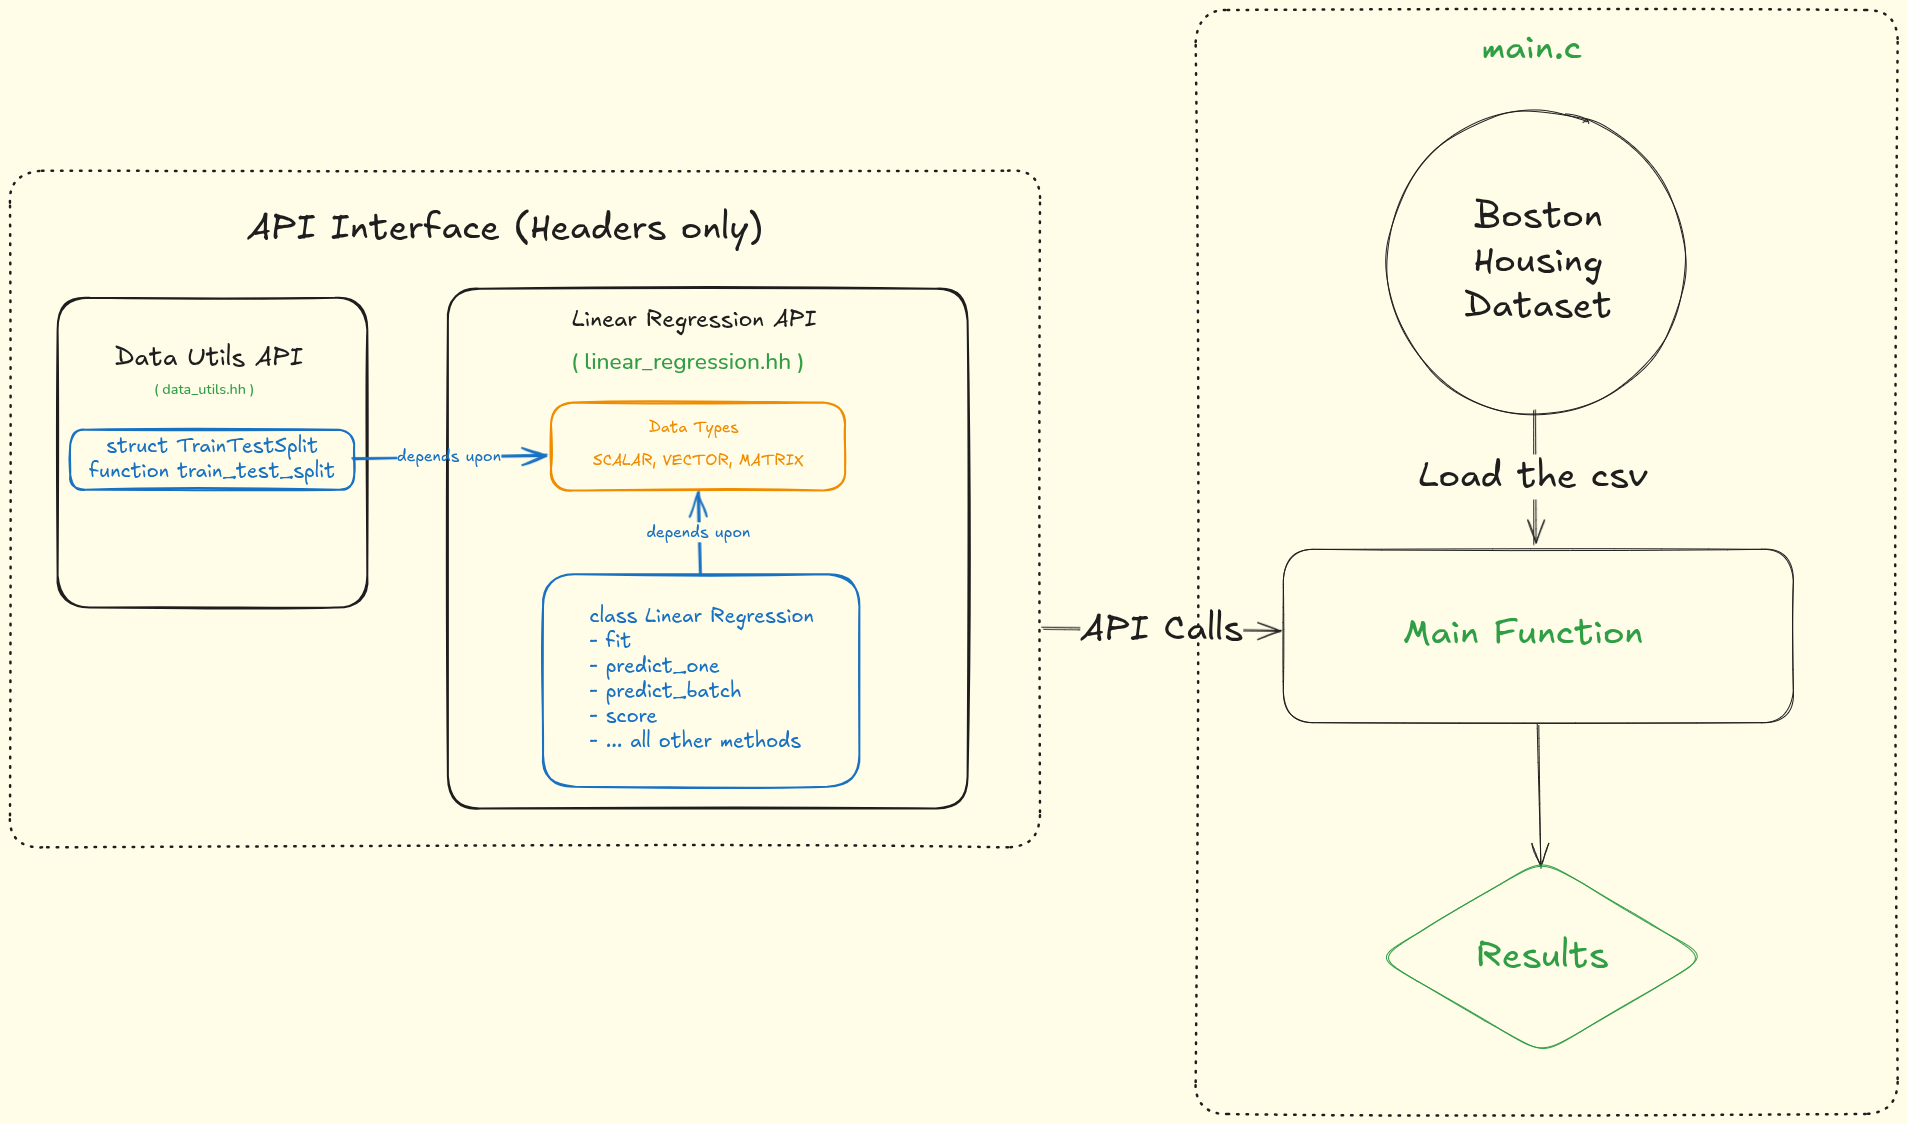 API Interface (Headers only)
Data Utils API
( data_utils.hh )
struct TrainTestSplit
function train_test_split
depends upon
Linear Regression API
( linear_regression.hh )
Data Types
SCALAR, VECTOR, MATRIX
depends upon
class Linear Regression
- fit
- predict_one
- predict_batch
- score
- ... all other methods
API Calls
main.c
Boston
Housing
Dataset
Load the csv
Main Function
Results